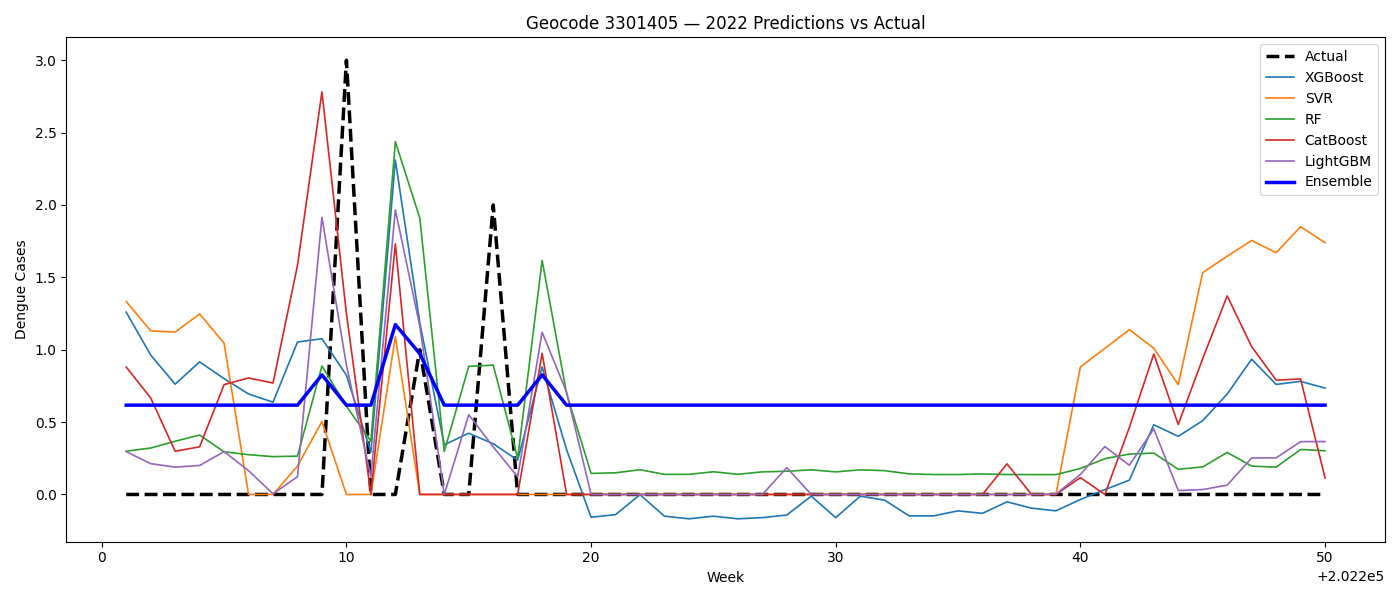 Geocode 3301405 — 2022 Predictions vs Actual
Dengue Cases
3.0
2.5
2.0
1.5
1.0
0.5
0.0
Actual
XGBoost
SVR
RF
CatBoost
LightGBM
Ensemble
0 10 20 30 40 50
+2.022e5
Week